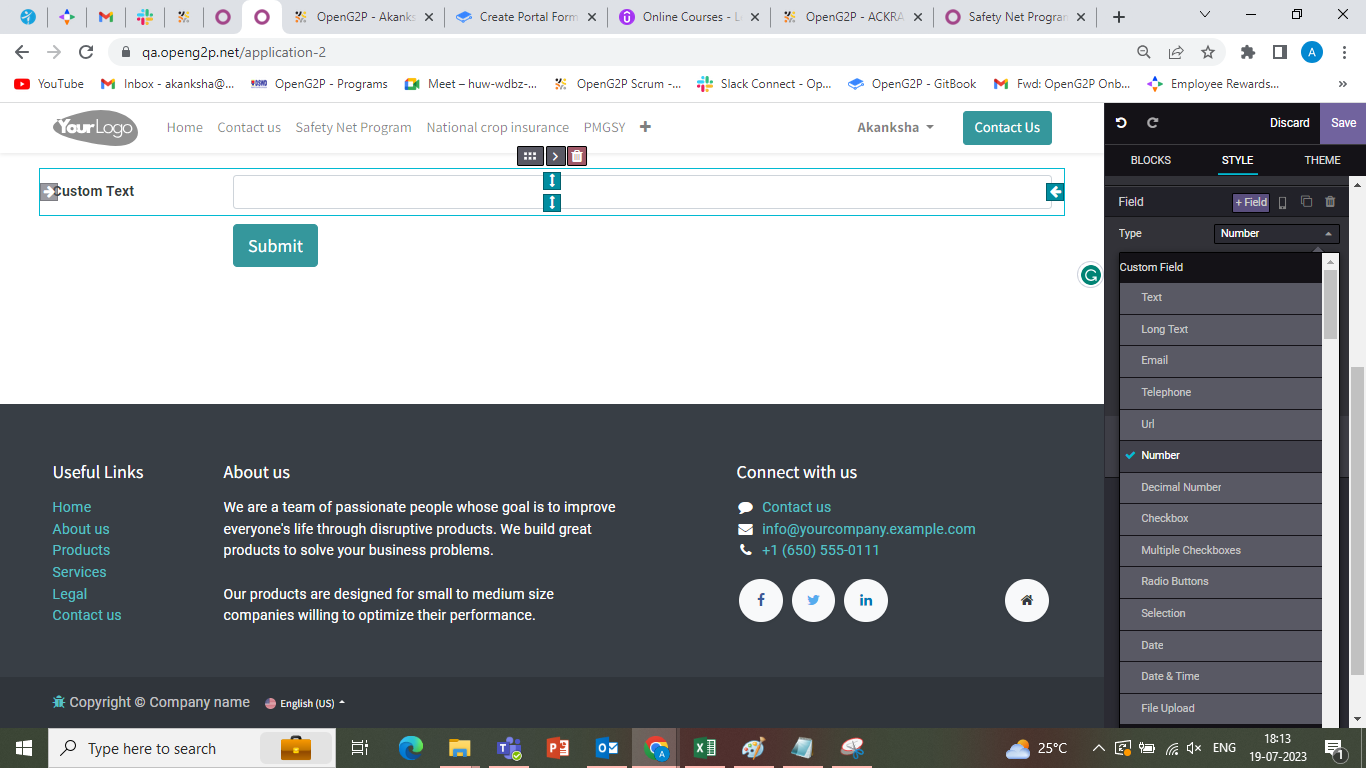 OpenG2P - Akanks
Create Portal Form
Online Courses - L
OpenG2P - ACKRA
Safety Net Program
qa.openg2p.net/application-2
A
YouTube
Inbox - akanksha@...
OpenG2P - Programs
Meet – huw-wdbz-...
OpenG2P Scrum -...
Slack Connect - Op...
OpenG2P - GitBook
Fwd: OpenG2P Onb...
Employee Rewards...
»
YourLogo
Home
Contact us
Safety Net Program
National crop insurance
PMGSY
Akanksha
Contact Us
Discard
Save
BLOCKS
STYLE
THEME
Custom Text
Submit
Field
+ Field
Type
Number
Custom Field
Text
Long Text
Email
Telephone
Url
Number
Decimal Number
Checkbox
Multiple Checkboxes
Radio Buttons
Selection
Date
Date & Time
File Upload
Useful Links
Home
About us
Products
Services
Legal
Contact us
About us
We are a team of passionate people whose goal is to improve
everyone's life through disruptive products. We build great
products to solve your business problems.
Our products are designed for small to medium size
companies willing to optimize their performance.
Connect with us
Contact us
info@yourcompany.example.com
+1 (650) 555-0111
Copyright © Company name
English (US)
Type here to search
25°C
ENG
18:13
19-07-2023
1